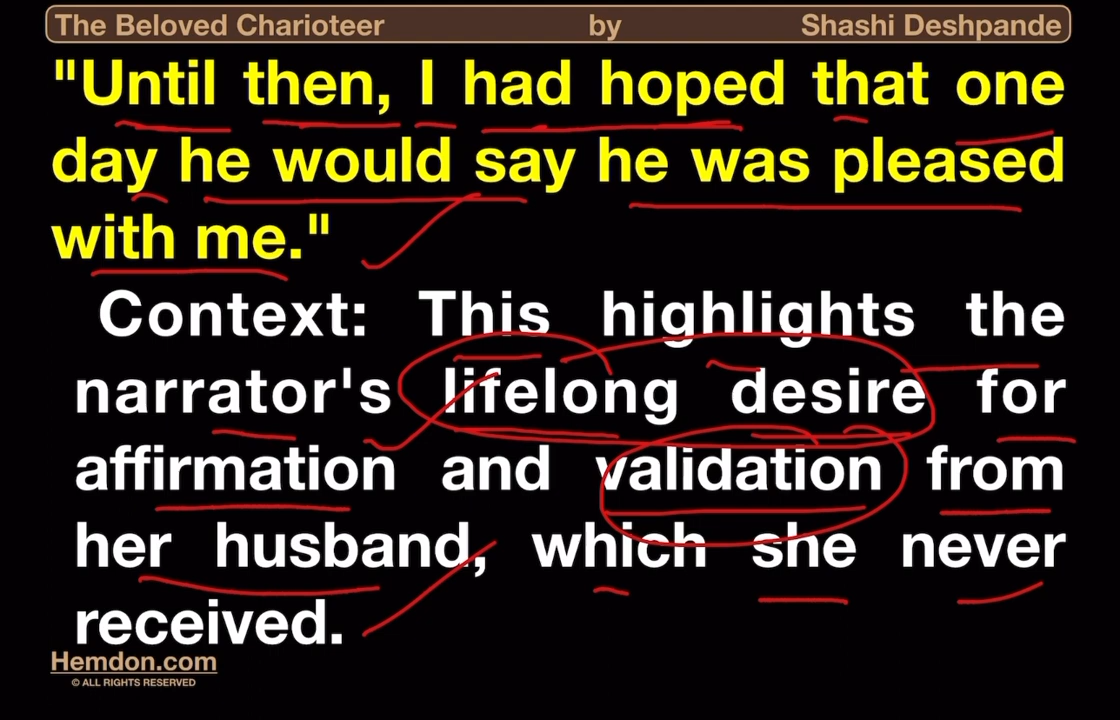 The Beloved Charioteer by Shashi Deshpande
"Until then, I had hoped that one
day he would say he was pleased
with me."
Context: This highlights the
narrator's lifelong desire for
affirmation and validation from
her husband, which she never
received.
Hemdon.com
© ALL RIGHTS RESERVED